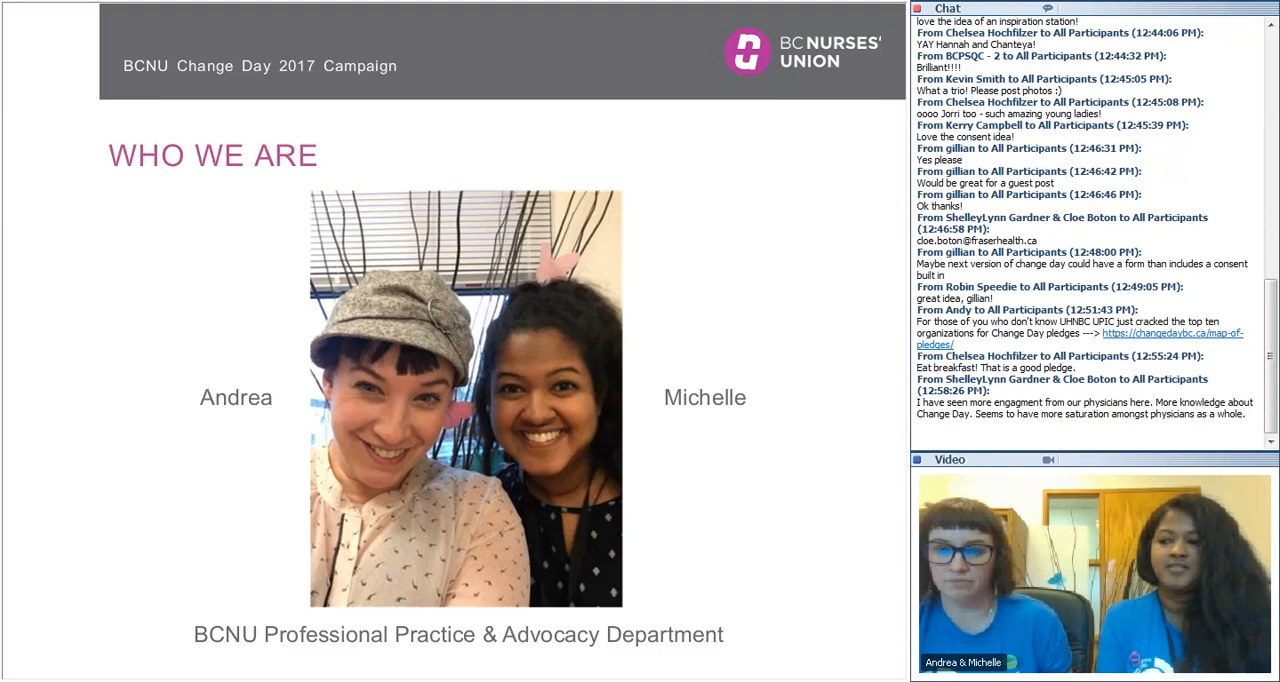 BCNU Change Day 2017 Campaign
BC NURSES'
UNION
WHO WE ARE
Andrea
Michelle
BCNU Professional Practice & Advocacy Department
Chat
love the idea of an inspiration station!
From Chelsea Hochfilzer to All Participants (12:44:06 PM):
YAY Hannah and Chanteya!
From BCPSQC - 2 to All Participants (12:44:32 PM):
Brilliant!!!!
From Kevin Smith to All Participants (12:45:05 PM):
What a trio! Please post photos :)
From Chelsea Hochfilzer to All Participants (12:45:08 PM):
oooo Jorri too - such amazing young ladies!
From Kerry Campbell to All Participants (12:45:39 PM):
Love the consent idea!
From gillian to All Participants (12:46:31 PM):
Yes please
From gillian to All Participants (12:46:42 PM):
Would be great for a guest post
From gillian to All Participants (12:46:46 PM):
Ok thanks!
From ShelleyLynn Gardner & Cloe Boton to All Participants
(12:46:58 PM):
cloe.boton@fraserhealth.ca
From gillian to All Participants (12:48:00 PM):
Maybe next version of change day could have a form than includes a consent
built in
From Robin Speedie to All Participants (12:49:05 PM):
great idea, gillian!
From Andy to All Participants (12:51:43 PM):
For those of you who don't know UHNBC UPIC just cracked the top ten
organizations for Change Day pledges ---> https://changedaybc.ca/map-of-
pledges/
From Chelsea Hochfilzer to All Participants (12:55:24 PM):
Eat breakfast! That is a good pledge.
From ShelleyLynn Gardner & Cloe Boton to All Participants
(12:58:26 PM):
I have seen more engagment from our physicians here. More knowledge about
Change Day. Seems to have more saturation amongst physicians as a whole.
Video
Andrea & Michelle